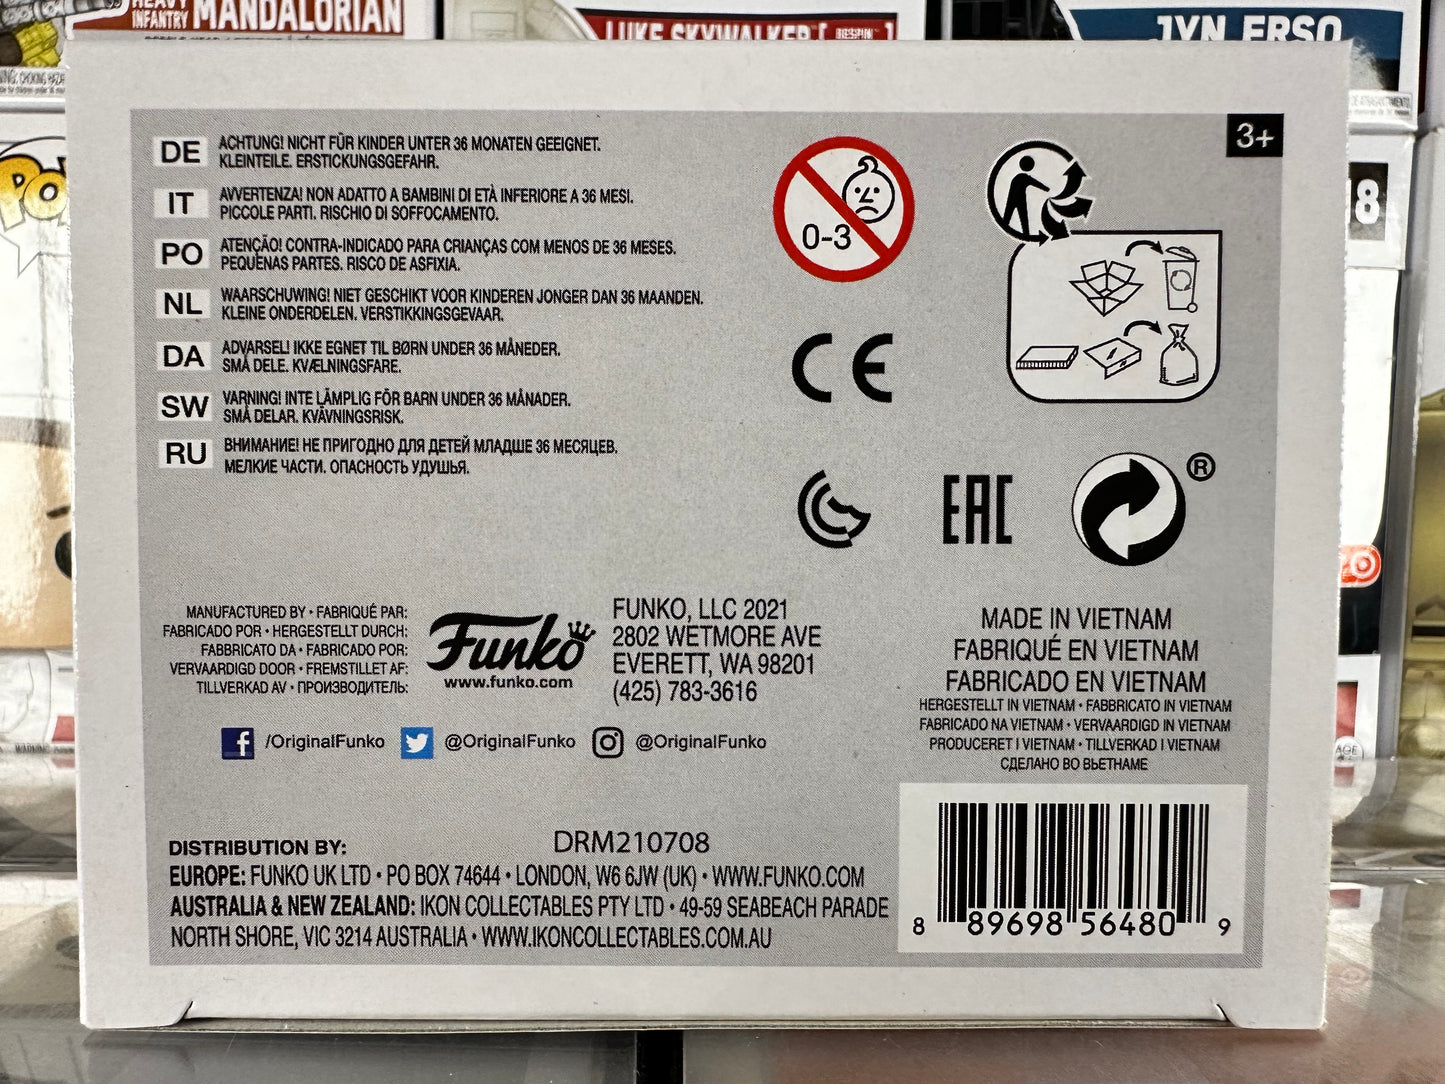 HEAVY
INFANTRY MANDALORIAN
LUKE SKYWALKER [ BESPIN ]
JYN ERSO
3+
DE ACHTUNG! NICHT FÜR KINDER UNTER 36 MONATEN GEEIGNET.
KLEINTEILE. ERSTICKUNGSGEFAHR.
IT AVVERTENZA! NON ADATTO A BAMBINI DI ETÀ INFERIORE A 36 MESI.
PICCOLE PARTI. RISCHIO DI SOFFOCAMENTO.
PO ATENÇÃO! CONTRA-INDICADO PARA CRIANÇAS COM MENOS DE 36 MESES.
PEQUENAS PARTES. RISCO DE ASFIXIA.
NL WAARSCHUWING! NIET GESCHIKT VOOR KINDEREN JONGER DAN 36 MAANDEN.
KLEINE ONDERDELEN. VERSTIKKINGSGEVAAR.
DA ADVARSEL! IKKE EGNET TIL BØRN UNDER 36 MÅNEDER.
SMÅ DELE. KVÆLNINGSFARE.
SW VARNING! INTE LÄMPLIG FÖR BARN UNDER 36 MÅNADER.
SMÅ DELAR. KVÄVNINGSRISK.
RU ВНИМАНИЕ! НЕ ПРИГОДНО ДЛЯ ДЕТЕЙ МЛАДШЕ 36 МЕСЯЦЕВ.
МЕЛКИЕ ЧАСТИ. ОПАСНОСТЬ УДУШЬЯ.
0-3
CE
EAC
®
8
MANUFACTURED BY • FABRIQUÉ PAR:
FABRICADO POR • HERGESTELLT DURCH:
FABBRICATO DA • FABRICADO POR:
VERVAARDIGD DOOR • FREMSTILLET AF:
TILLVERKAD AV • ПРОИЗВОДИТЕЛЬ:
Funko
www.funko.com
FUNKO, LLC 2021
2802 WETMORE AVE
EVERETT, WA 98201
(425) 783-3616
MADE IN VIETNAM
FABRIQUÉ EN VIETNAM
FABRICADO EN VIETNAM
HERGESTELLT IN VIETNAM • FABBRICATO IN VIETNAM
FABRICADO NA VIETNAM • VERVAARDIGD IN VIETNAM
PRODUCERET I VIETNAM • TILLVERKAD I VIETNAM
СДЕЛАНО ВО ВЬЕТНАМЕ
/OriginalFunko @OriginalFunko @OriginalFunko
DRM210708
DISTRIBUTION BY:
EUROPE: FUNKO UK LTD • PO BOX 74644 • LONDON, W6 6JW (UK) • WWW.FUNKO.COM
AUSTRALIA & NEW ZEALAND: IKON COLLECTABLES PTY LTD • 49-59 SEABEACH PARADE
NORTH SHORE, VIC 3214 AUSTRALIA • WWW.IKONCOLLECTABLES.COM.AU
8 89698 56480 9